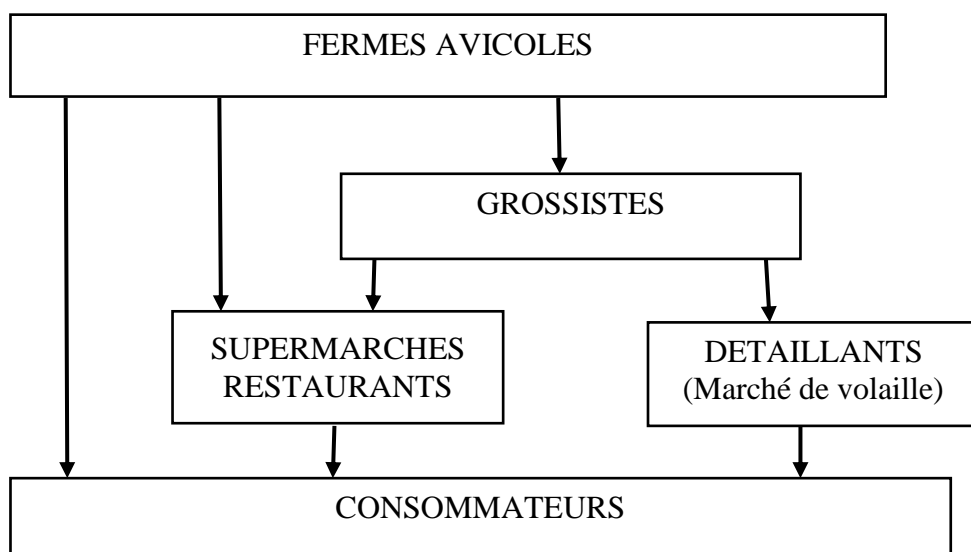 FERMES AVICOLES
GROSSISTES
SUPERMARCHES
RESTAURANTS
DETAILLANTS
(Marché de volaille)
CONSOMMATEURS